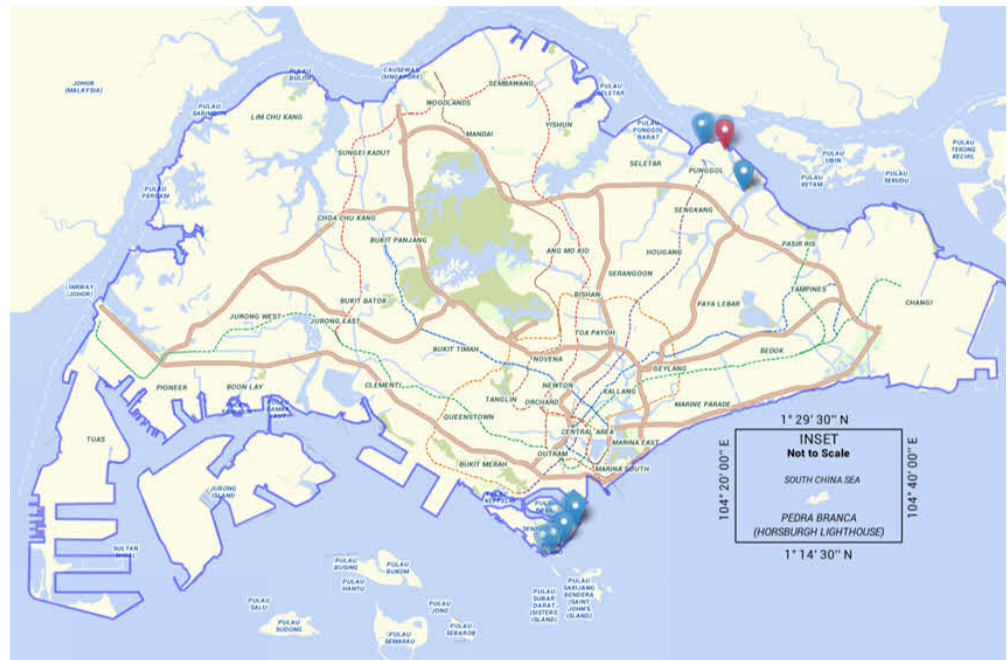 JOHOR
(MALAYSIA)
PULAU
SARIMBUN
PULAU
BULOH
CAUSEWAY
(SINGAPORE)
LIM CHU KANG
WOODLANDS
SEMBAWANG
MANDAI
YISHUN
PULAU
SELETAR
SUNGEI KADUT
PULAU
PUNGGOL
BARAT
SELETAR
PUNGGOL
PULAU
UBIN
PULAU
KETAM
PULAU
SEKUDU
PULAU
TEKONG
KECHIL
PULAU
PERGAM
CHOA CHU KANG
BUKIT PANJANG
SENGKANG
HOUGANG
ANG MO KIO
SERANGOON
PASIR RIS
TAMPINES
CHANGI
LINKWAY
(JOHOR)
BUKIT BATOK
BISHAN
PAYA LEBAR
JURONG WEST
JURONG EAST
TOA PAYOH
BUKIT TIMAH
NOVENA
BEDOK
GEYLANG
PIONEER
BOON LAY
CLEMENTI
NEWTON
TANGLIN
ORCHARD
KALLANG
MARINE PARADE
QUEENSTOWN
CENTRAL AREA
MARINA EAST
TUAS
OUTRAM
BUKIT MERAH
MARINA SOUTH
JURONG
ISLAND
SULTAN
SHOAL
PULAU
BUSING
PULAU
BUKOM
PULAU
HANTU
PULAU
SALU
PULAU
SUDONG
PULAU
JONG
PULAU
SEBAROK
PULAU
SEMAKAU
PULAU
SUBAR
DARAT
(SISTERS
ISLAND)
PULAU
SAKIJANG
BENDERA
(SAINT
JOHN'S
ISLAND)
1° 29' 30'' N
104° 20' 00'' E
INSET
Not to Scale
SOUTH CHINA SEA
PEDRA BRANCA
(HORSBURGH LIGHTHOUSE)
104° 40' 00'' E
1° 14' 30'' N